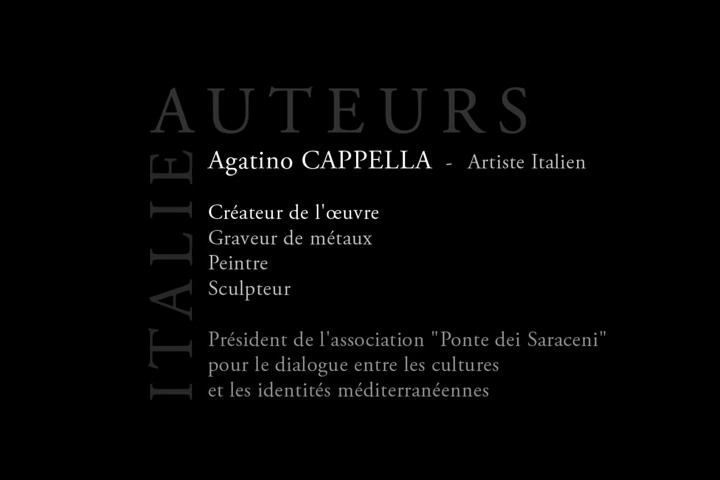 AUTEURS
ITALIE
Agatino CAPPELLA - Artiste Italien
Créateur de l'œuvre
Graveur de métaux
Peintre
Sculpteur
Président de l'association "Ponte dei Saraceni"
pour le dialogue entre les cultures
et les identités méditerranéennes